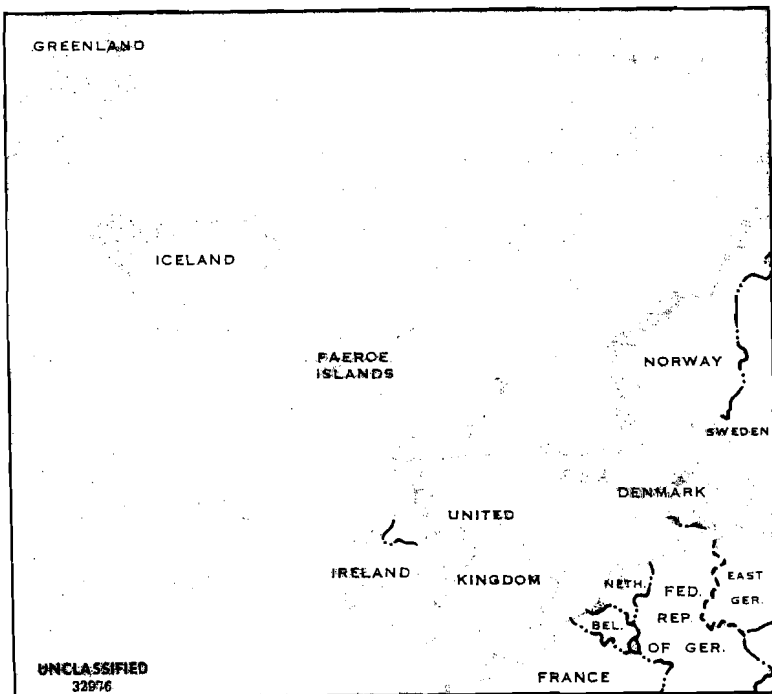 GREENLAND
ICELAND
FAEROE
ISLANDS
NORWAY
SWEDEN
DENMARK
UNITED
KINGDOM
IRELAND
NETH.
FED.
REP.
OF GER.
EAST
GER.
BEL.
FRANCE
UNCLASSIFIED
32976